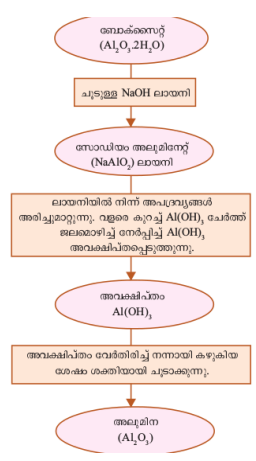 ബോക്സൈറ്റ്
(Al₂O₃.2H₂O)
ചൂടുള്ള NaOH ലായനി
സോഡിയം അലുമിനേറ്റ്
(NaAlO₂) ലായനി
ലായനിയിൽ നിന്ന് അപദ്രവ്യങ്ങൾ
അരിച്ചുമാറ്റുന്നു. വളരെ കുറച്ച് Al(OH)₃ ചേർത്ത്
ജലമൊഴിച്ച് നേർപ്പിച്ച് Al(OH)₃
അവക്ഷിപ്തപ്പെടുത്തുന്നു.
അവക്ഷിപ്തം
Al(OH)₃
അവക്ഷിപ്തം വേർതിരിച്ച് നന്നായി കഴുകിയ
ശേഷം ശക്തിയായി ചൂടാക്കുന്നു.
അലുമിന
(Al₂O₃)